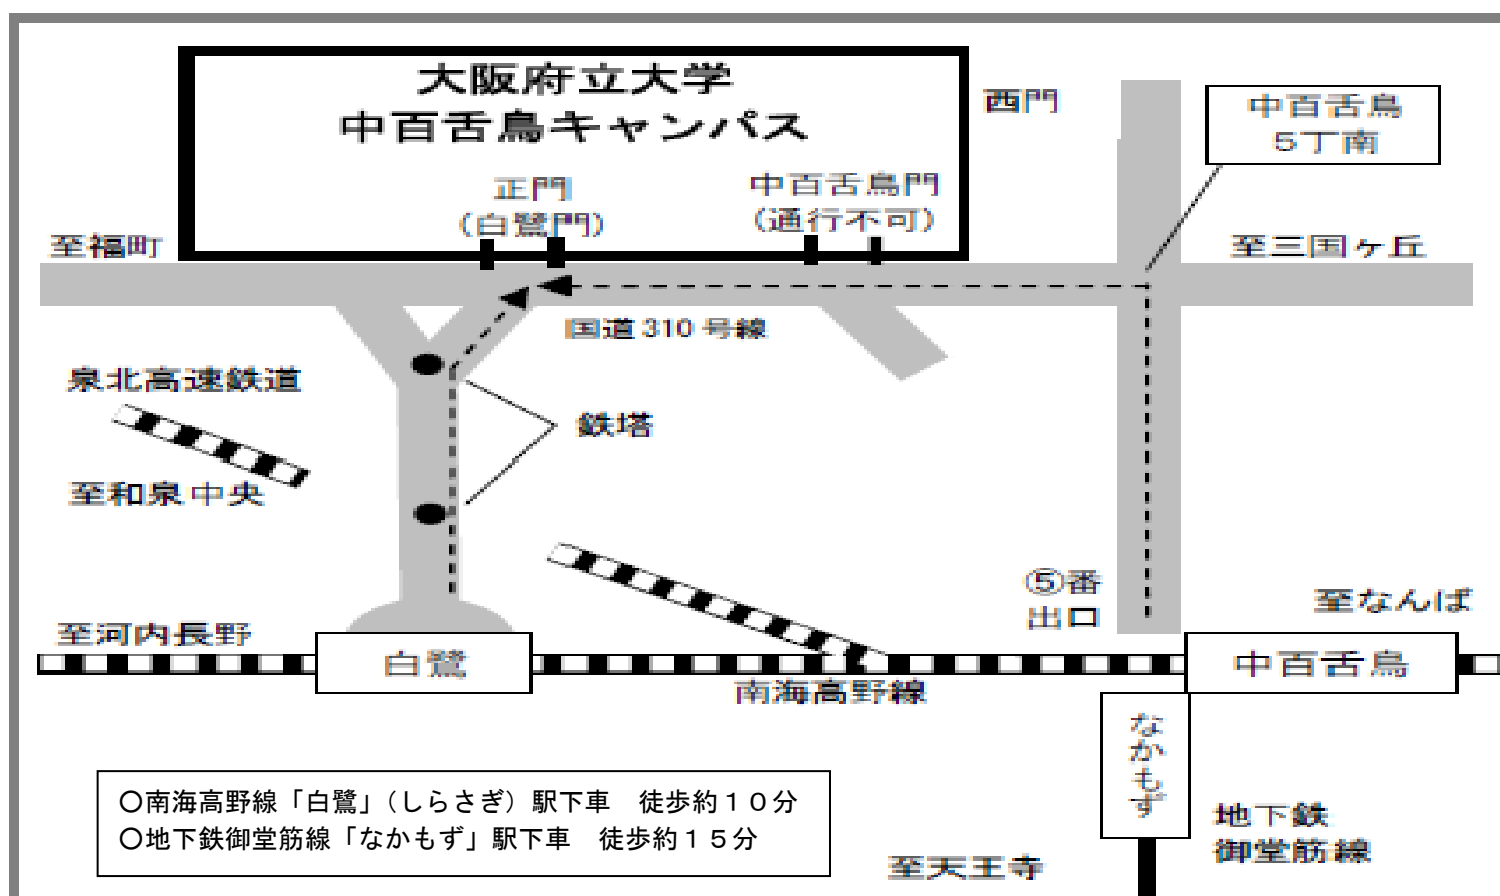 大阪府立大学
中百舌鳥キャンパス
西門
中百舌鳥
5丁南
正門
(白鷺門)
中百舌鳥門
(通行不可)
至福町
至三国ヶ丘
国道 310 号線
泉北高速鉄道
鉄塔
至和泉中央
⑤番
出口
至なんば
至河内長野
白鷺
中百舌鳥
南海高野線
なかもず
〇南海高野線「白鷺」(しらさぎ)駅下車　徒歩約１０分
〇地下鉄御堂筋線「なかもず」駅下車　徒歩約１５分
地下鉄
御堂筋線
至天王寺